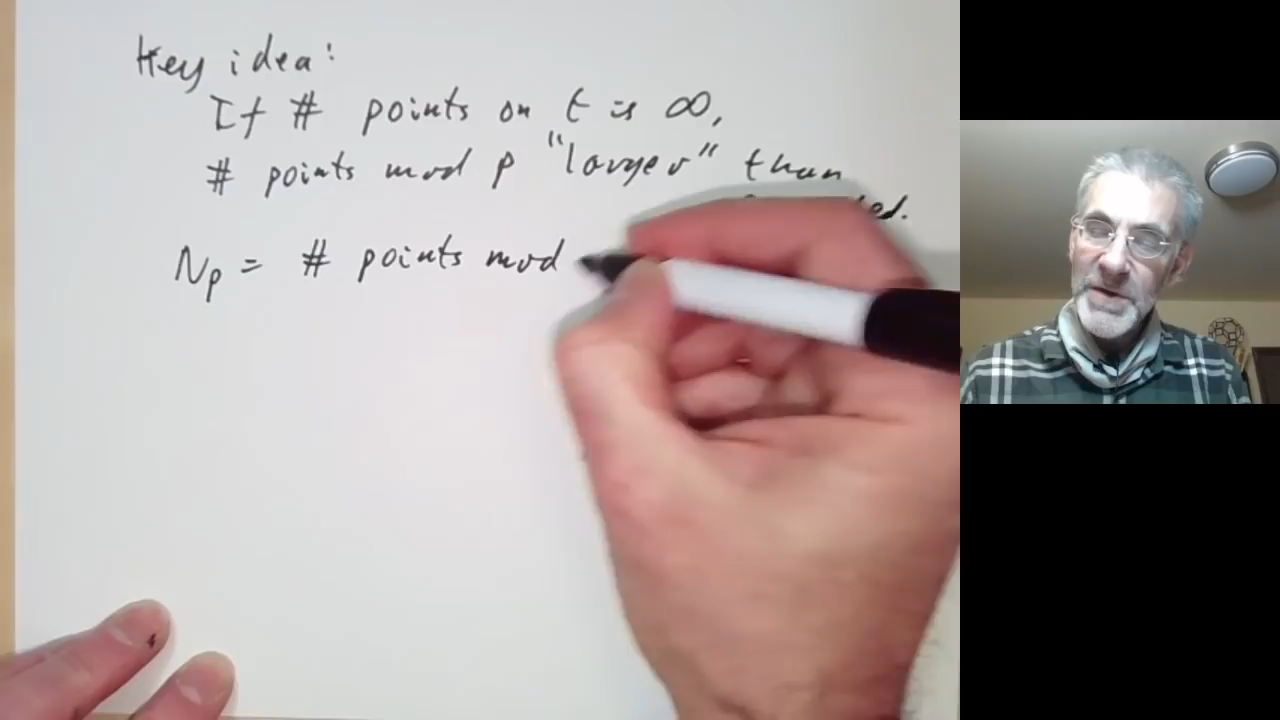 Key idea:
If # points on E is ∞,
# points mod p "larger" than
Np = # points mod